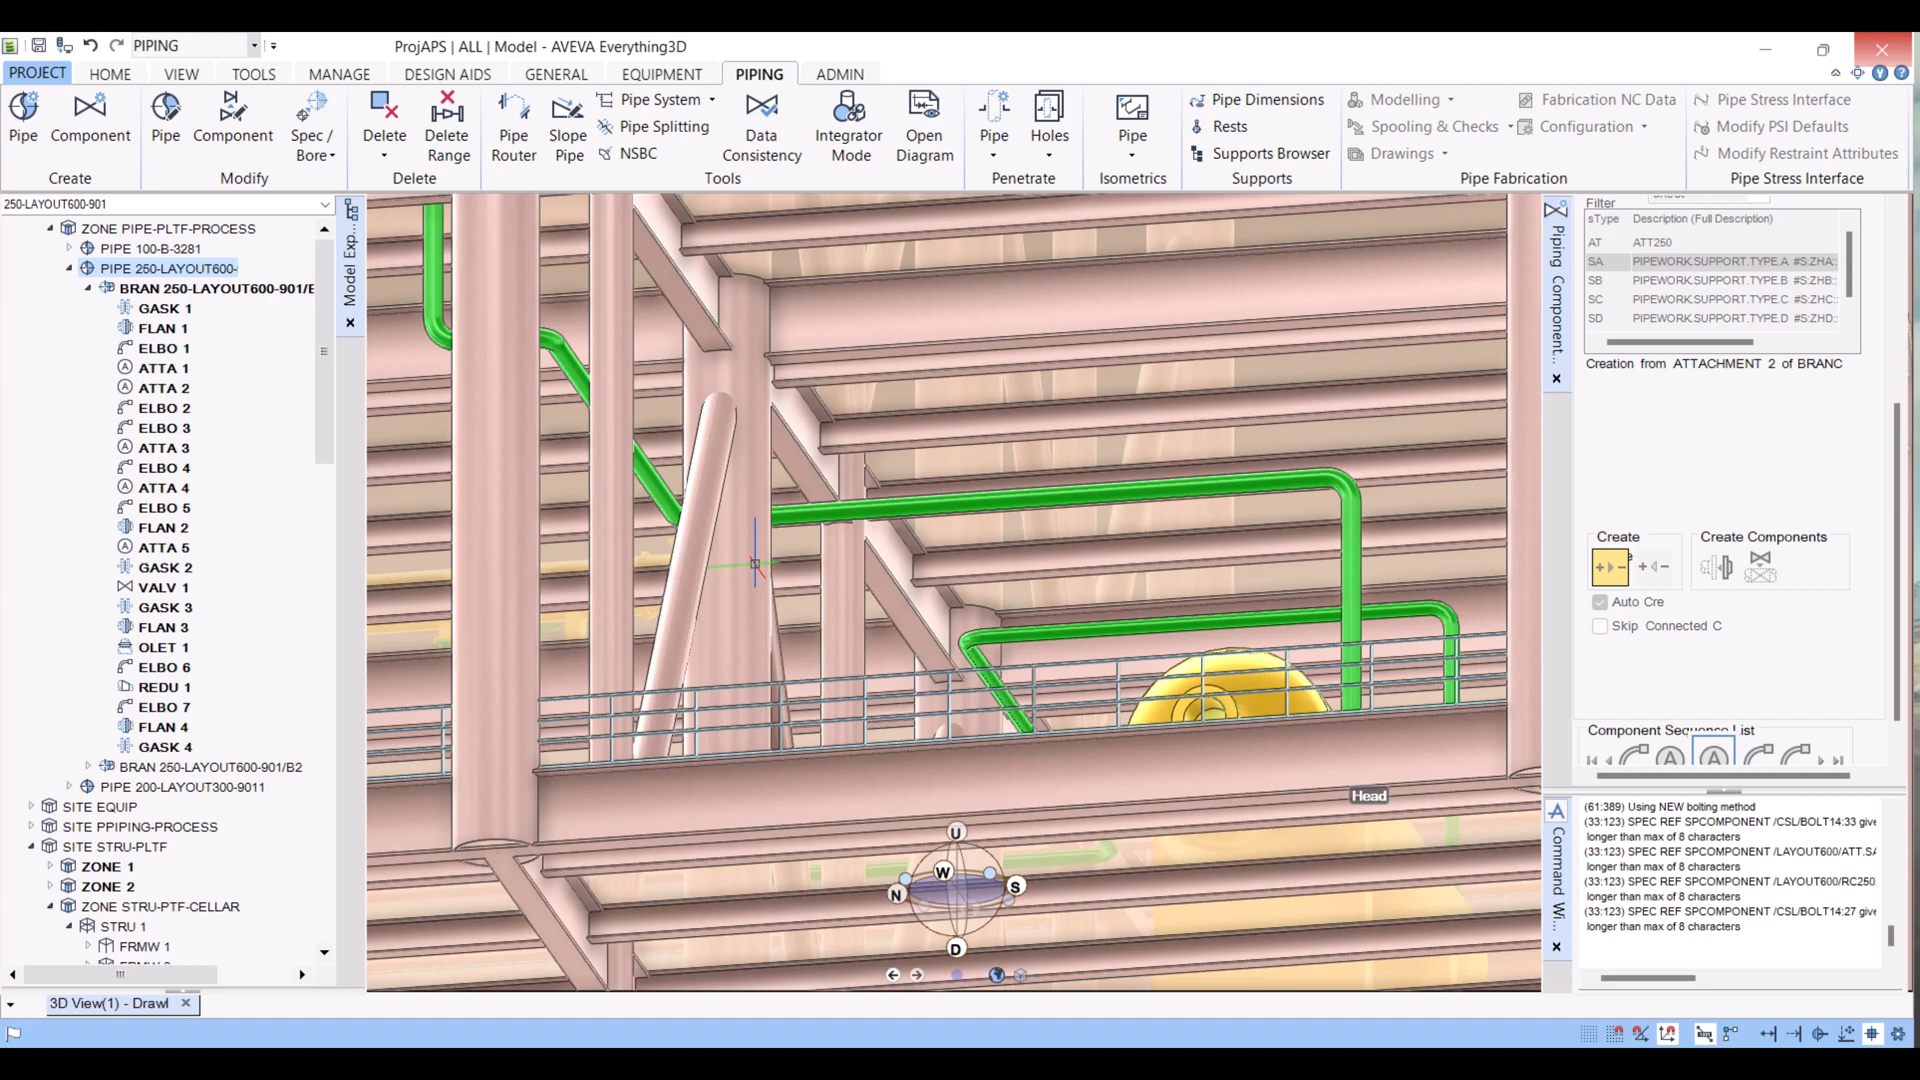 PIPING
ProjAPS | ALL | Model - AVEVA Everything3D
PROJECT HOME VIEW TOOLS MANAGE DESIGN AIDS GENERAL EQUIPMENT PIPING ADMIN
Pipe
Component
Create
Pipe
Component
Spec / Bore
Modify
Delete
Delete Range
Delete
Pipe Router
Slope Pipe
Pipe System
Pipe Splitting
NSBC
Data Consistency
Integrator Mode
Open Diagram
Tools
Pipe
Holes
Penetrate
Pipe
Isometrics
Pipe Dimensions
Rests
Supports Browser
Supports
Modelling
Spooling & Checks
Drawings
Fabrication NC Data
Configuration
Pipe Fabrication
Pipe Stress Interface
Modify PSI Defaults
Modify Restraint Attributes
Pipe Stress Interface
250-LAYOUT600-901
ZONE PIPE-PLTF-PROCESS
PIPE 100-B-3281
PIPE 250-LAYOUT600-
BRAN 250-LAYOUT600-901/E
GASK 1
FLAN 1
ELBO 1
ATTA 1
ATTA 2
ELBO 2
ELBO 3
ATTA 3
ELBO 4
ATTA 4
ELBO 5
FLAN 2
ATTA 5
GASK 2
VALV 1
GASK 3
FLAN 3
OLET 1
ELBO 6
REDU 1
ELBO 7
FLAN 4
GASK 4
BRAN 250-LAYOUT600-901/B2
PIPE 200-LAYOUT300-9011
SITE EQUIP
SITE PPIPING-PROCESS
SITE STRU-PLTF
ZONE 1
ZONE 2
ZONE STRU-PTF-CELLAR
STRU 1
FRMW 1
Model Exp...
Head
U
W
N
S
D
Piping Component...
Filter
sType Description (Full Description)
AT ATT250
SA PIPEWORK.SUPPORT.TYPE.A #S:ZHA:
SB PIPEWORK.SUPPORT.TYPE.B #S:ZHB:
SC PIPEWORK.SUPPORT.TYPE.C #S:ZHC:
SD PIPEWORK.SUPPORT.TYPE.D #S:ZHD:
Creation from ATTACHMENT 2 of BRANC
Create
Create Components
Auto Cre
Skip Connected C
Component Sequence List
Command Wi...
(61:389) Using NEW bolting method
(33:123) SPEC REF SPCOMPONENT /CSL/BOLT14:33 give
longer than max of 8 characters
(33:123) SPEC REF SPCOMPONENT /LAYOUT600/ATT.SA
longer than max of 8 characters
(33:123) SPEC REF SPCOMPONENT /LAYOUT600/RC250.
longer than max of 8 characters
(33:123) SPEC REF SPCOMPONENT /CSL/BOLT14:27 give
longer than max of 8 characters
3D View(1) - Drawl